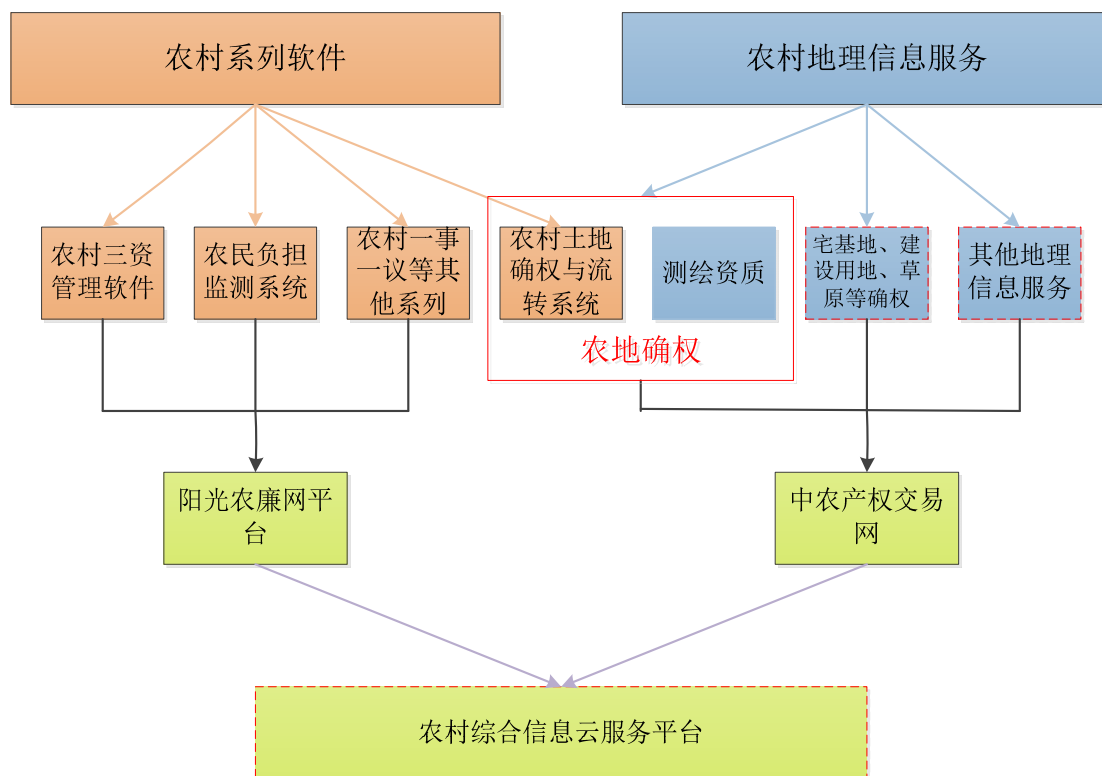 农村系列软件
农村地理信息服务
农村三资
管理软件
农民负担
监测系统
农村一事
一议等其
他系列
农村土地
确权与流
转系统
测绘资质
宅基地、建
设用地、草
原等确权
其他地理
信息服务
农地确权
阳光农廉网平
台
中农产权交易
网
农村综合信息云服务平台